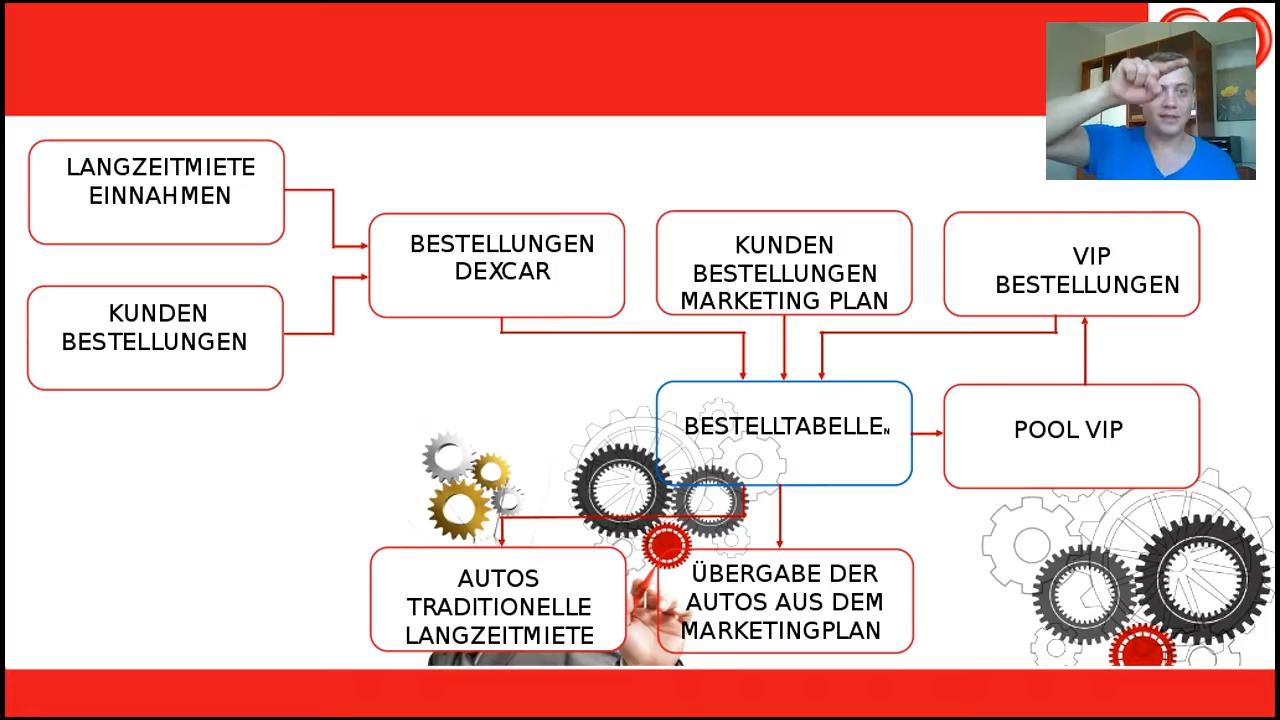 LANGZEITMIETE
EINNAHMEN
KUNDEN
BESTELLUNGEN
BESTELLUNGEN
DEXCAR
KUNDEN
BESTELLUNGEN
MARKETING PLAN
VIP
BESTELLUNGEN
BESTELLTABELLEN
POOL VIP
AUTOS
TRADITIONELLE
LANGZEITMIETE
ÜBERGABE DER
AUTOS AUS DEM
MARKETINGPLAN